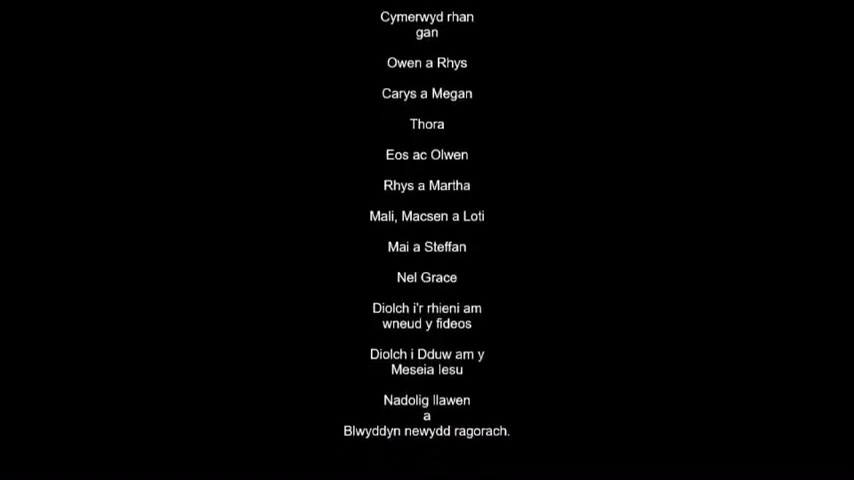 Cymerwyd rhan
gan
Owen a Rhys
Carys a Megan
Thora
Eos ac Olwen
Rhys a Martha
Mali, Macsen a Loti
Mai a Steffan
Nel Grace
Diolch i'r rhieni am
wneud y fideos
Diolch i Dduw am y
Meseia Iesu
Nadolig llawen
a
Blwyddyn newydd ragorach.